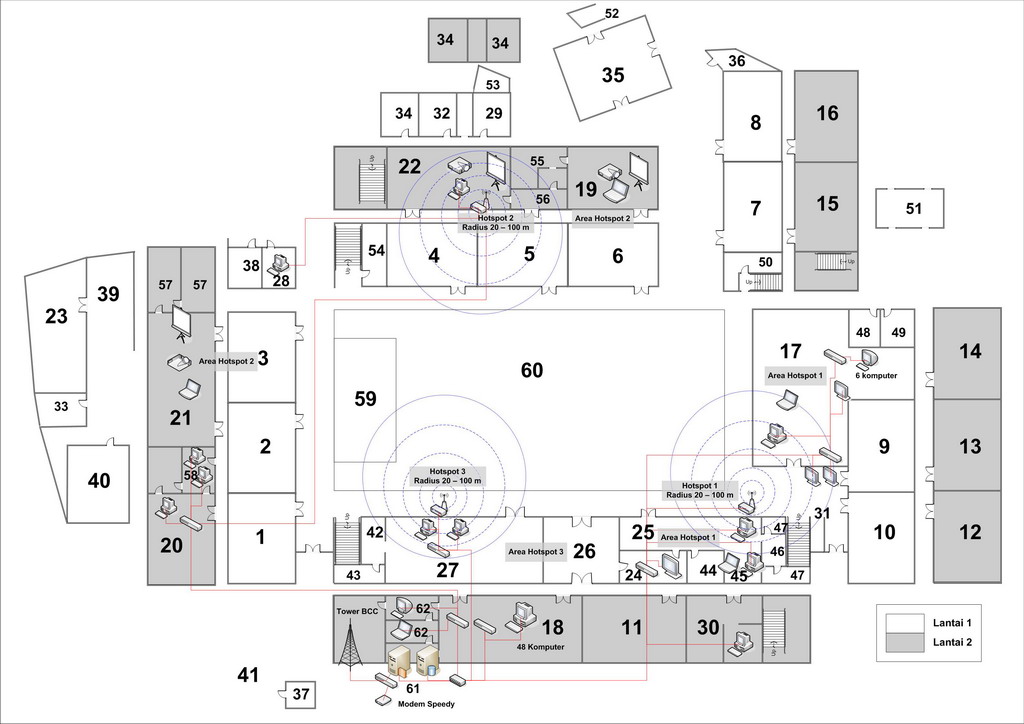 52
34
34
35
36
53
34
32
29
8
16
Up
22
55
19
56
Hotspot 2
Radius 20 – 100 m
Area Hotspot 2
7
15
51
54
4
5
6
Up
50
Up
Up
38
28
39
57
57
23
3
Area Hotspot 2
21
33
2
40
58
20
1
60
59
17
48
49
14
Area Hotspot 1
6 komputer
9
13
Hotspot 3
Radius 20 – 100 m
Hotspot 1
Radius 20 – 100 m
Up
42
43
27
Area Hotspot 3
26
25
Area Hotspot 1
24
44
45
47
46
47
Up
31
10
12
Tower BCC
62
62
18
48 Komputer
11
30
Up
61
Modem Speedy
41
37
Lantai 1
Lantai 2